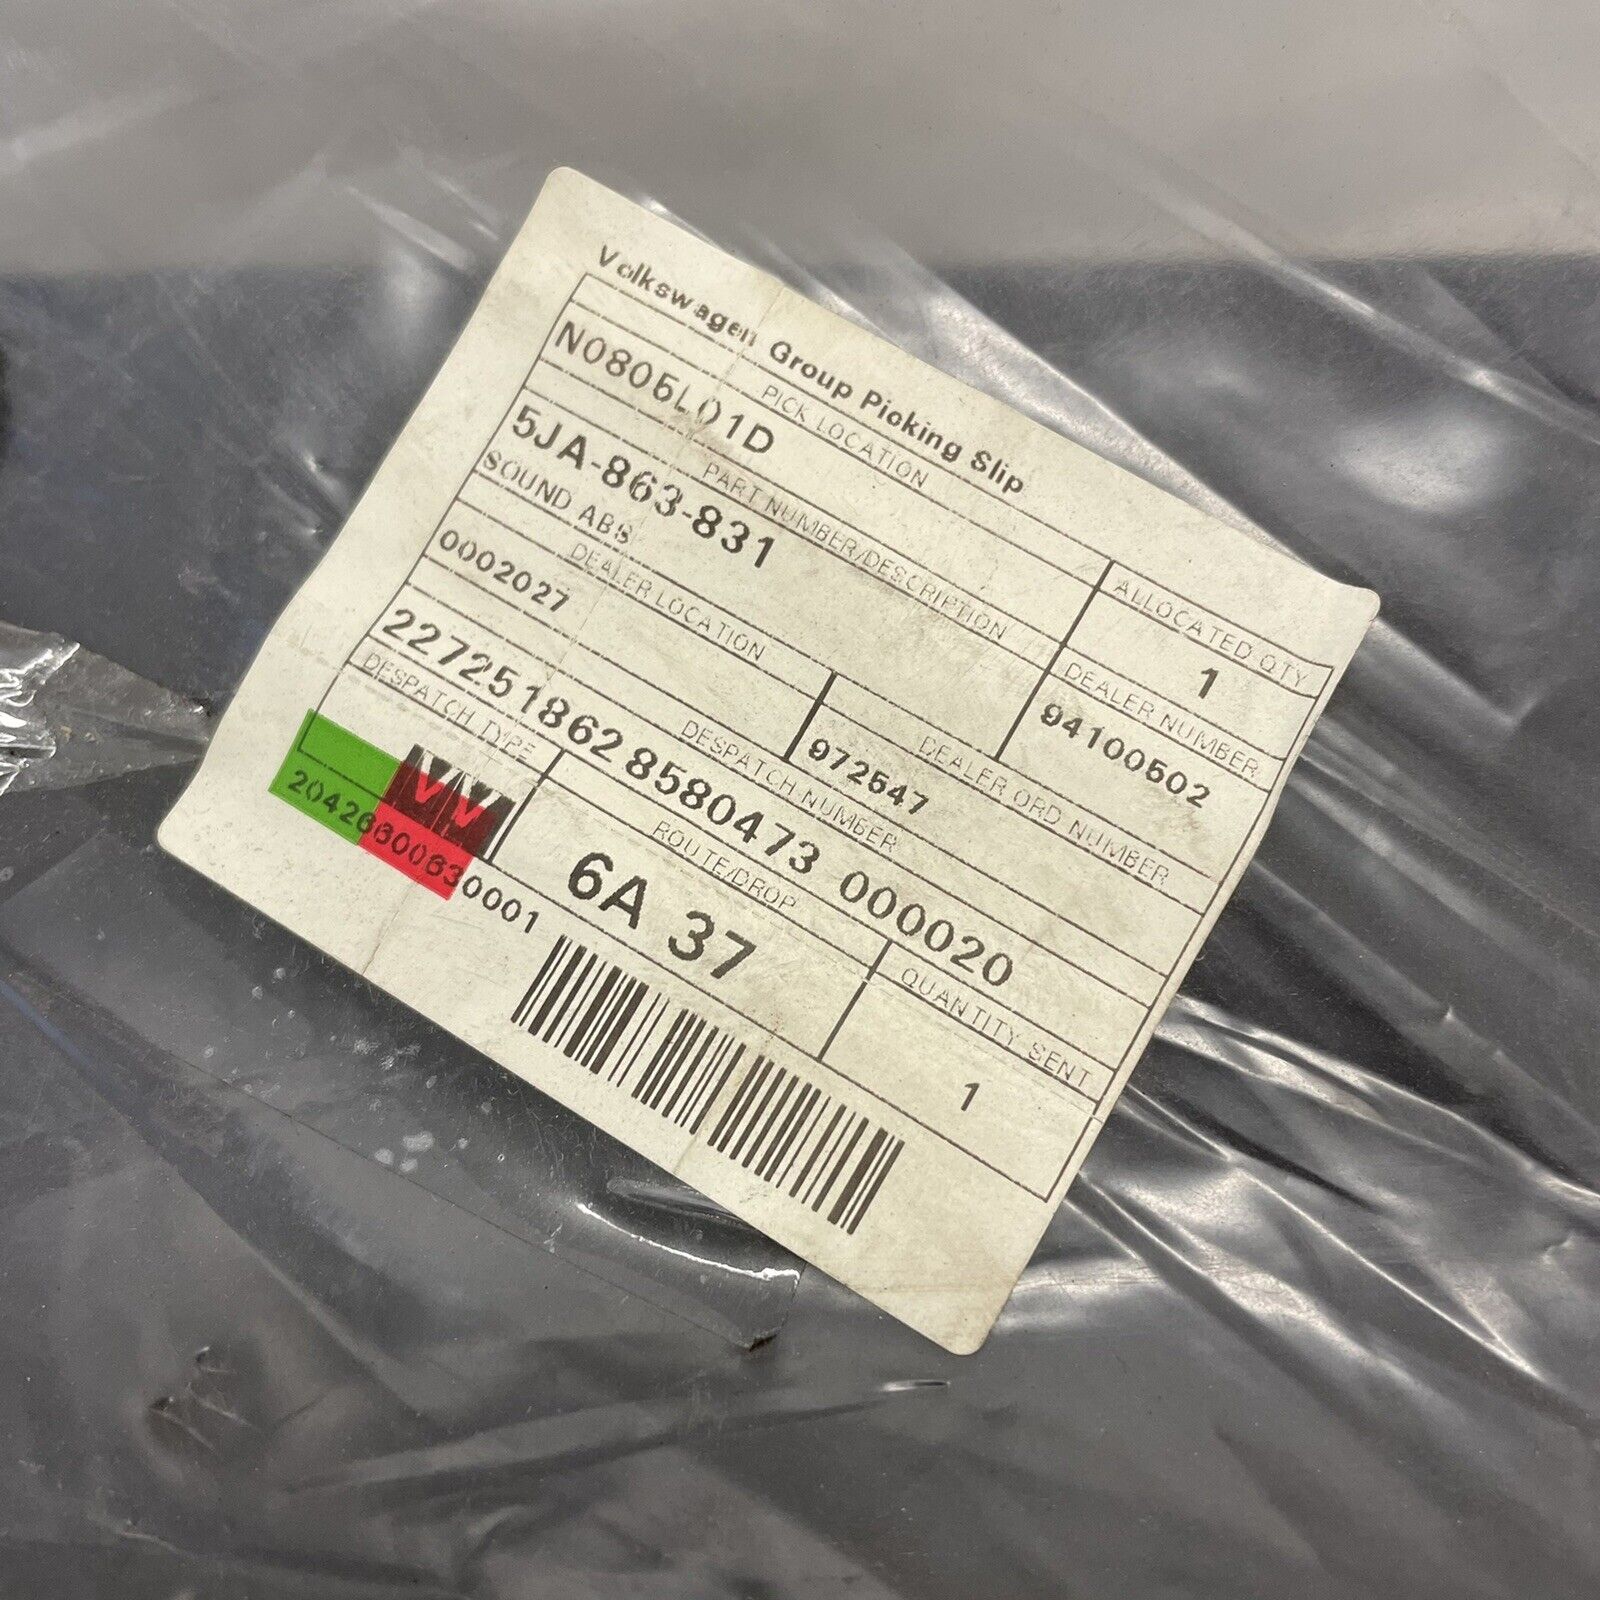 Volkswagen Group Picking Slip
PICK LOCATION
ALLOCATED QTY
N0805L01D
1
PART NUMBER/DESCRIPTION
DEALER NUMBER
5JA-863-831
94100502
SOUND ABS
DEALER LOCATION
DEALER ORD NUMBER
0002027
972547
DESPATCH NUMBER
2272518628580473 000020
DESPATCH TYPE
ROUTE/DROP
QUANTITY SENT
6A 37
1
20426600630001